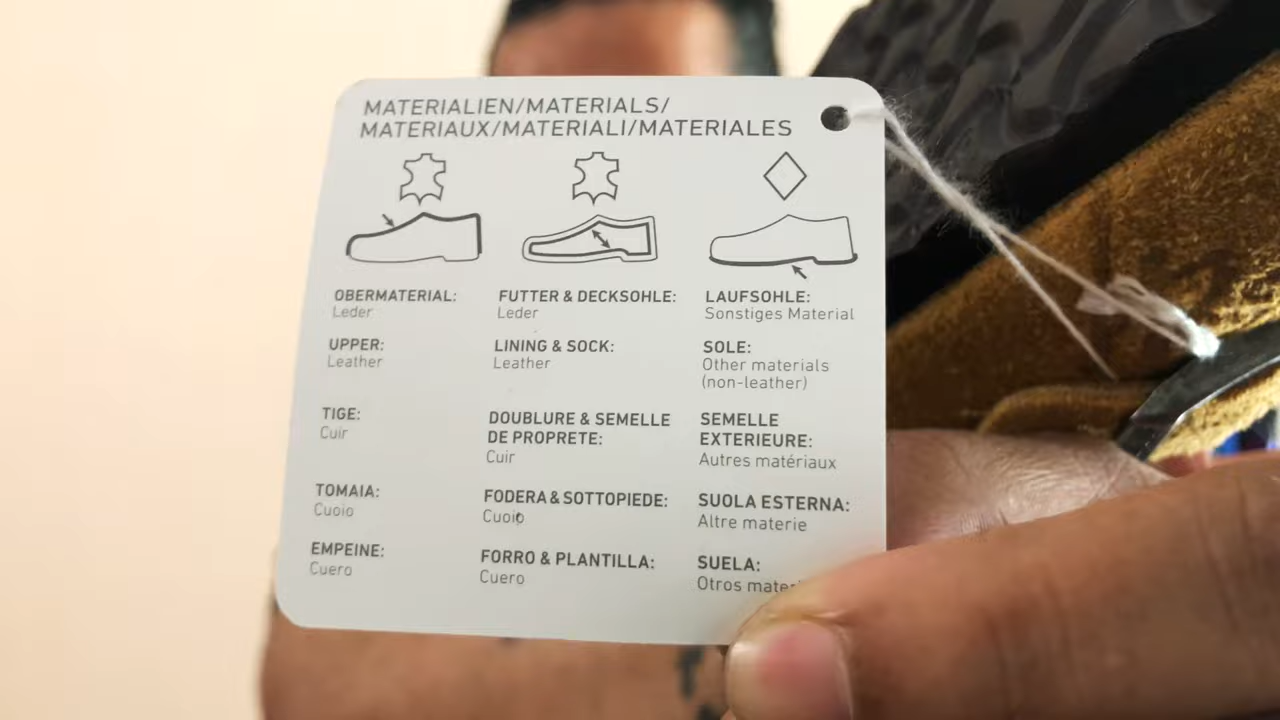 MATERIALIEN/MATERIALS/
MATERIAUX/MATERIALI/MATERIALES
OBERMATERIAL:
Leder
UPPER:
Leather
TIGE:
Cuir
TOMAIA:
Cuoio
EMPEINE:
Cuero
FUTTER & DECKSOHLE:
Leder
LINING & SOCK:
Leather
DOUBLURE & SEMELLE
DE PROPRETE:
Cuir
FODERA & SOTTOPIEDE:
Cuoio
FORRO & PLANTILLA:
Cuero
LAUFSOHLE:
Sonstiges Material
SOLE:
Other materials
(non-leather)
SEMELLE
EXTERIEURE:
Autres matériaux
SUOLA ESTERNA:
Altre materie
SUELA:
Otros